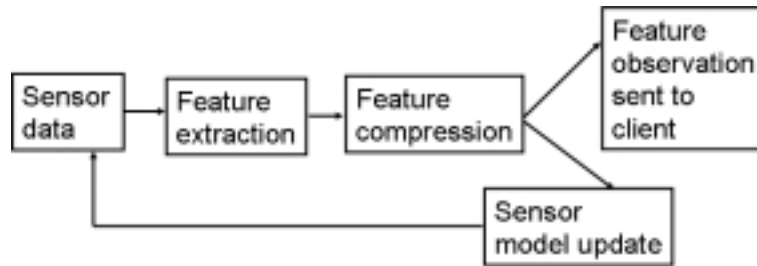 Sensor
data
Feature
extraction
Feature
compression
Feature
observation
sent to
client
Sensor
model update